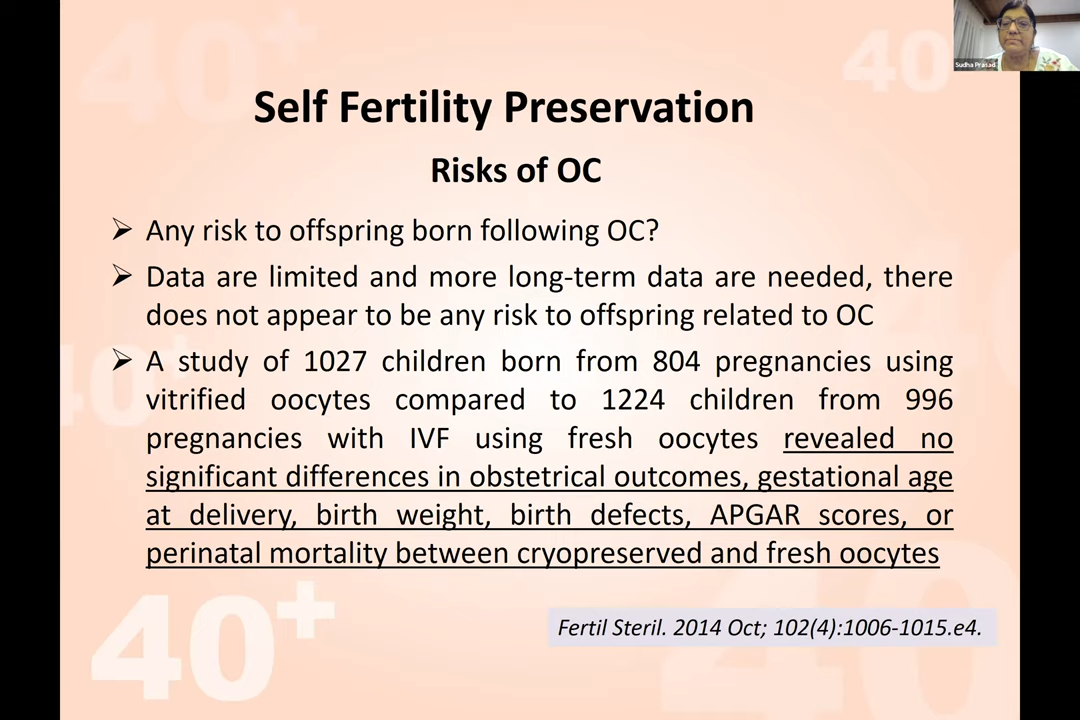 40+
40
Sudha Prasad
Self Fertility Preservation
Risks of OC
➢ Any risk to offspring born following OC?
➢ Data are limited and more long-term data are needed, there
does not appear to be any risk to offspring related to OC
➢ A study of 1027 children born from 804 pregnancies using
vitrified oocytes compared to 1224 children from 996
pregnancies with IVF using fresh oocytes revealed no
significant differences in obstetrical outcomes, gestational age
at delivery, birth weight, birth defects, APGAR scores, or
perinatal mortality between cryopreserved and fresh oocytes
40+
40
Fertil Steril. 2014 Oct; 102(4):1006-1015.e4.